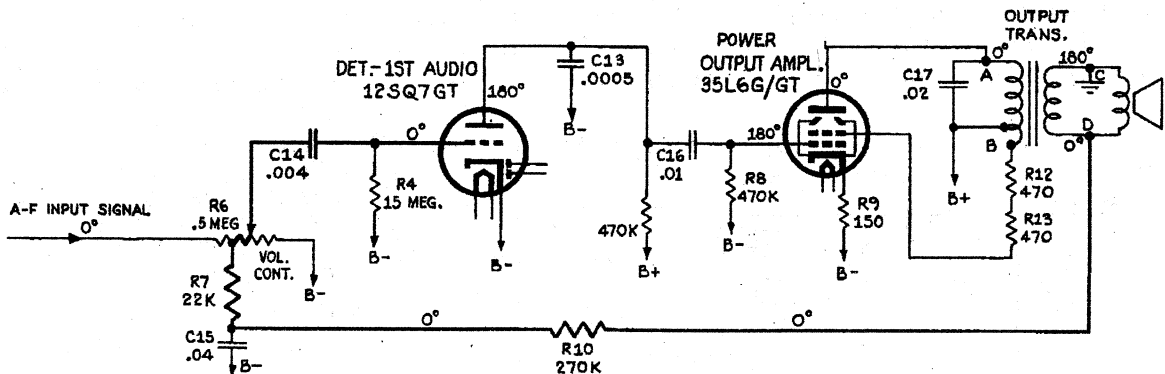 OUTPUT
TRANS.
POWER
OUTPUT AMPL.
35L6G/GT
DET.-1ST AUDIO
12SQ7GT
C13
.0005
180°
B-
0°
C17
.02
A
0°
180°
C
D
0°
B
B+
C14
.004
0°
R4
15 MEG.
B-
B-
C16
.01
180°
R8
470K
B-
R9
150
B-
R12
470
R13
470
470K
B+
A-F INPUT SIGNAL
0°
R6
.5 MEG
VOL.
CONT.
B-
R7
22K
C15
.04
B-
0°
R10
270K
0°